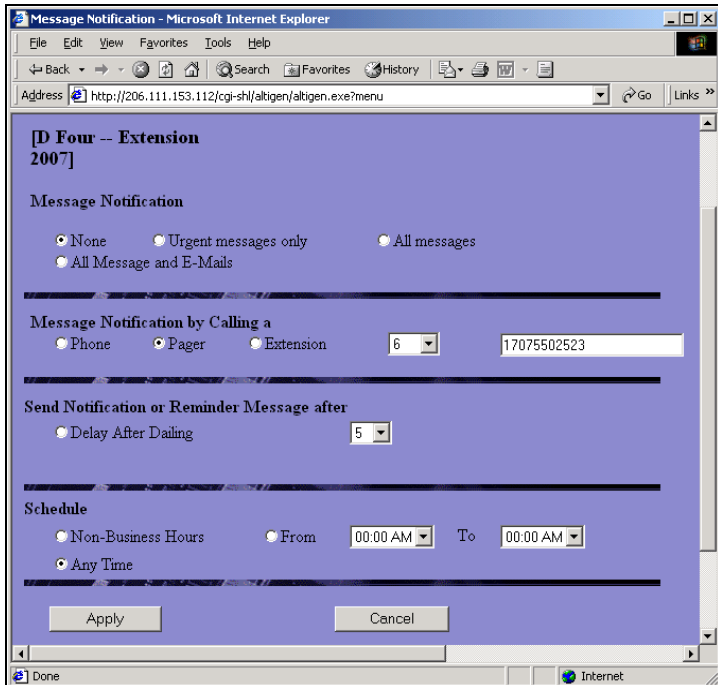 Message Notification - Microsoft Internet Explorer
File Edit View Favorites Tools Help
Back Search Favorites History
Address http://206.111.153.112/cgi-shl/altigen/altigen.exe?menu Go Links »
[D Four -- Extension
2007]
Message Notification
None Urgent messages only All messages
All Message and E-Mails
Message Notification by Calling a
Phone Pager Extension 6 17075502523
Send Notification or Reminder Message after
Delay After Dailing 5
Schedule
Non-Business Hours From 00:00 AM To 00:00 AM
Any Time
Apply Cancel
Done Internet